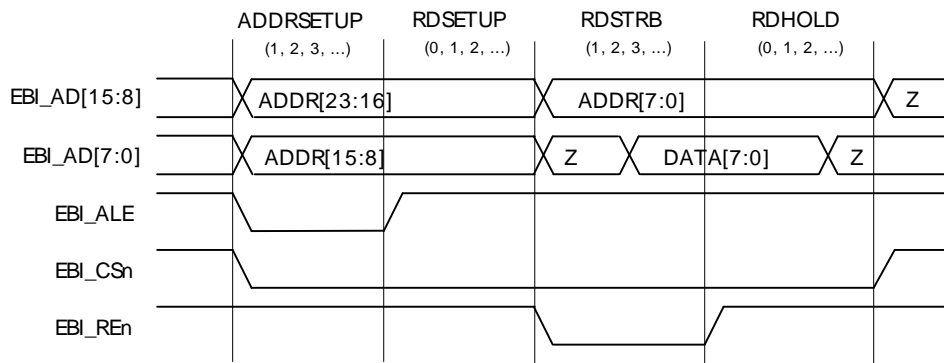 ADDRSETUP RDSETUP RDSTRB RDHOLD
(1, 2, 3, ...) (0, 1, 2, ...) (1, 2, 3, ...) (0, 1, 2, ...)
EBI_AD[15:8] ADDR[23:16] ADDR[7:0] Z
EBI_AD[7:0] ADDR[15:8] Z DATA[7:0] Z
EBI_ALE
EBI_CSn
EBI_REn